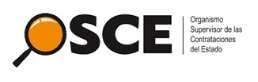 OSCE
Organismo
Supervisor de las
Contrataciones
del Estado